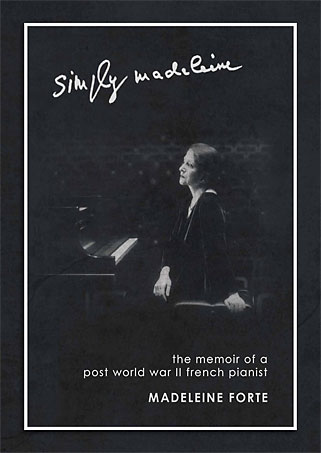 simply madeleine
the memoir of a
post world war II french pianist
MADELEINE FORTE